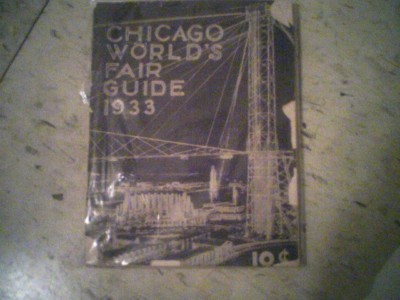 CHICAGO
WORLD'S
FAIR
GUIDE
1933
10¢